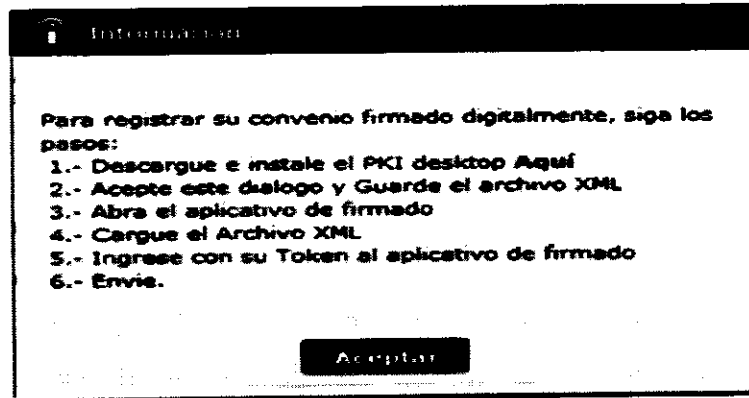 Información
Para registrar su convenio firmado digitalmente, siga los
pasos:
1.- Descargue e instale el PKI desktop Aquí
2.- Acepte este dialogo y Guarde el archivo XML
3.- Abra el aplicativo de firmado
4.- Cargue el Archivo XML
5.- Ingrese con su Token al aplicativo de firmado
6.- Envie.
Aceptar